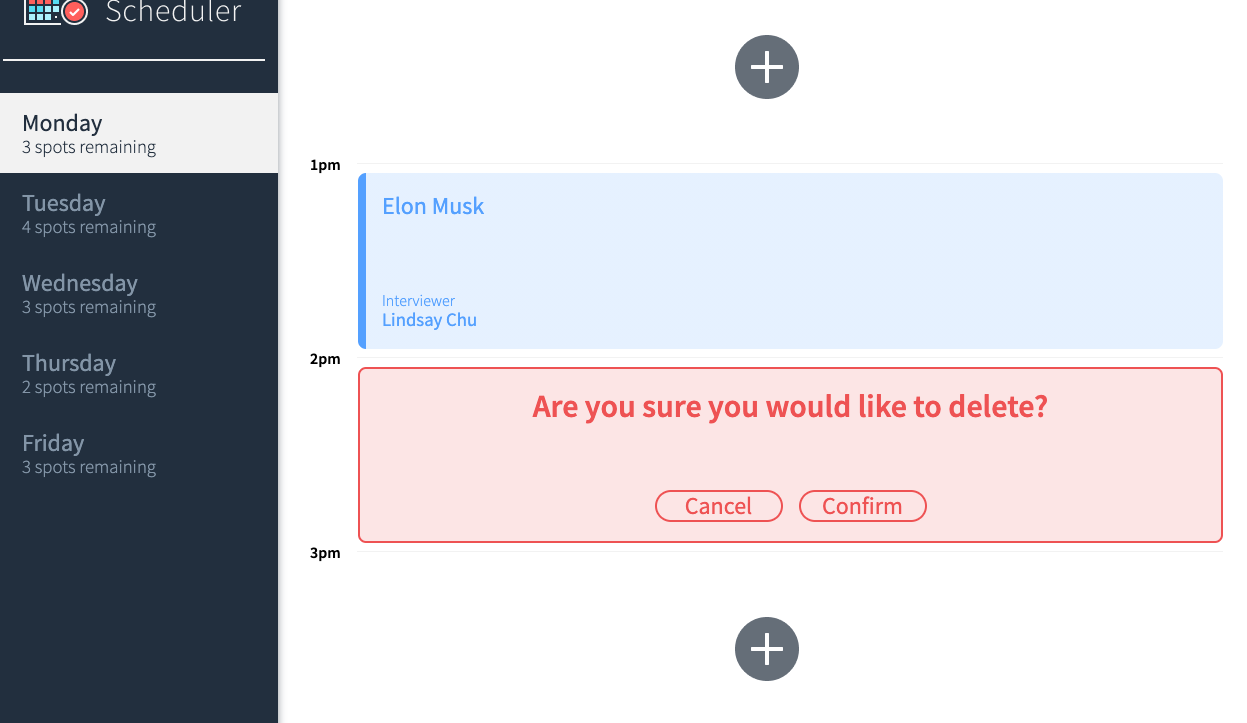 Scheduler
Monday
3 spots remaining
Tuesday
4 spots remaining
Wednesday
3 spots remaining
Thursday
2 spots remaining
Friday
3 spots remaining
1pm
Elon Musk
Interviewer
Lindsay Chu
2pm
Are you sure you would like to delete?
Cancel Confirm
3pm